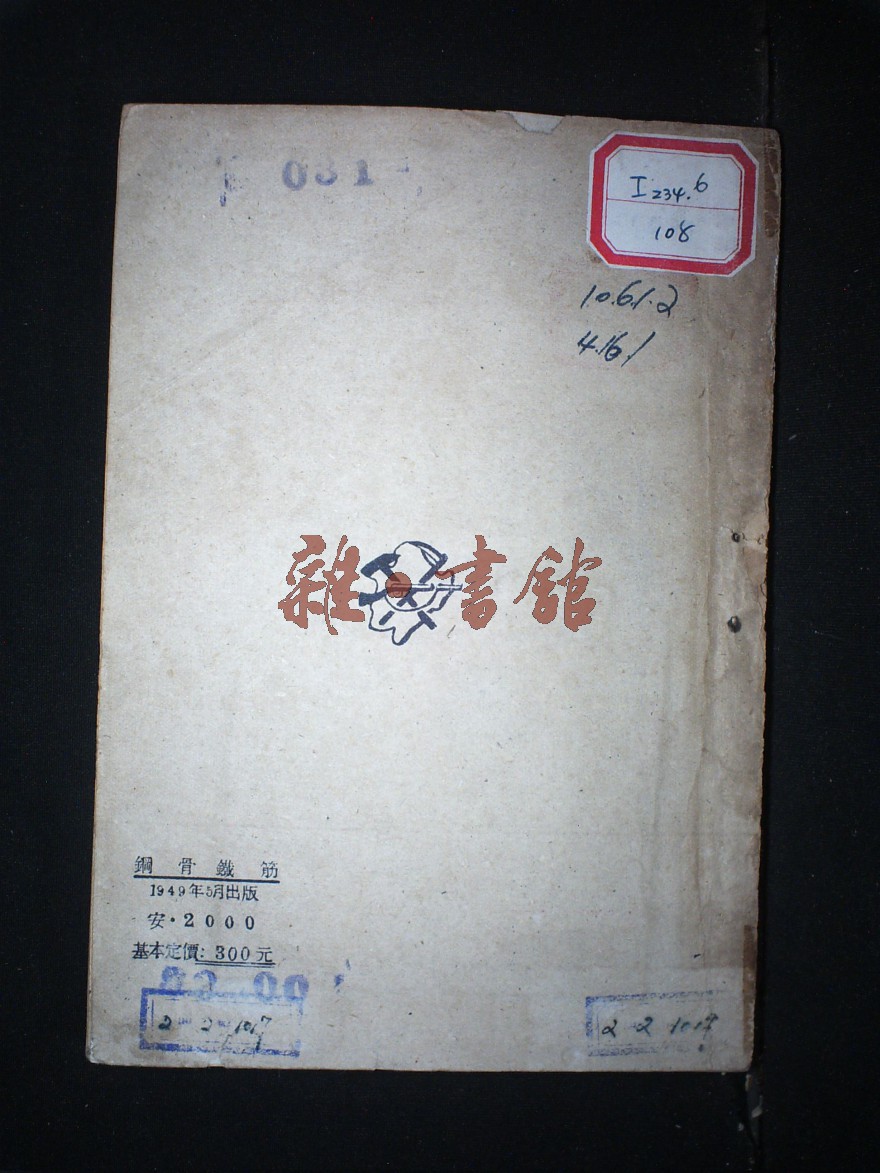 031
I 234.6
108
10.6.1.2
4.16.1
雜·書館
鋼骨鐵筋
1949年5月出版
安·2000
基本定價：300元
2-2-1017
2-2 1017